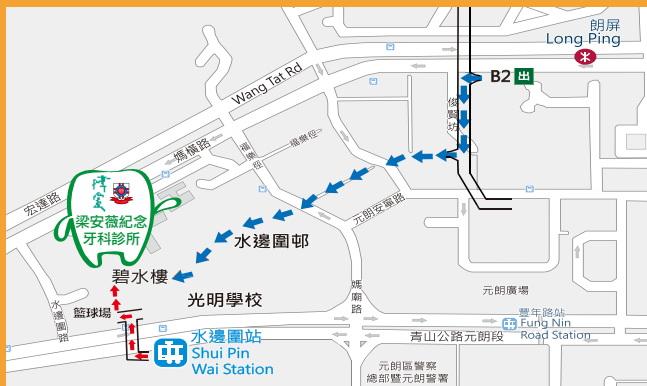 朗屏
Long Ping
B2 出
Wang Tat Rd
俊賢坊
媽橫路
福樂徑
福樂徑
宏達路
梁安薇紀念
牙科診所
元朗安寧路
水邊圍邨
碧水樓
光明學校
籃球場
水邊圍路
媽廟路
元朗廣場
豐年路站
Fung Nin
Road Station
水邊圍站
Shui Pin
Wai Station
青山公路元朗段
元朗區警察
總部暨元朗警署